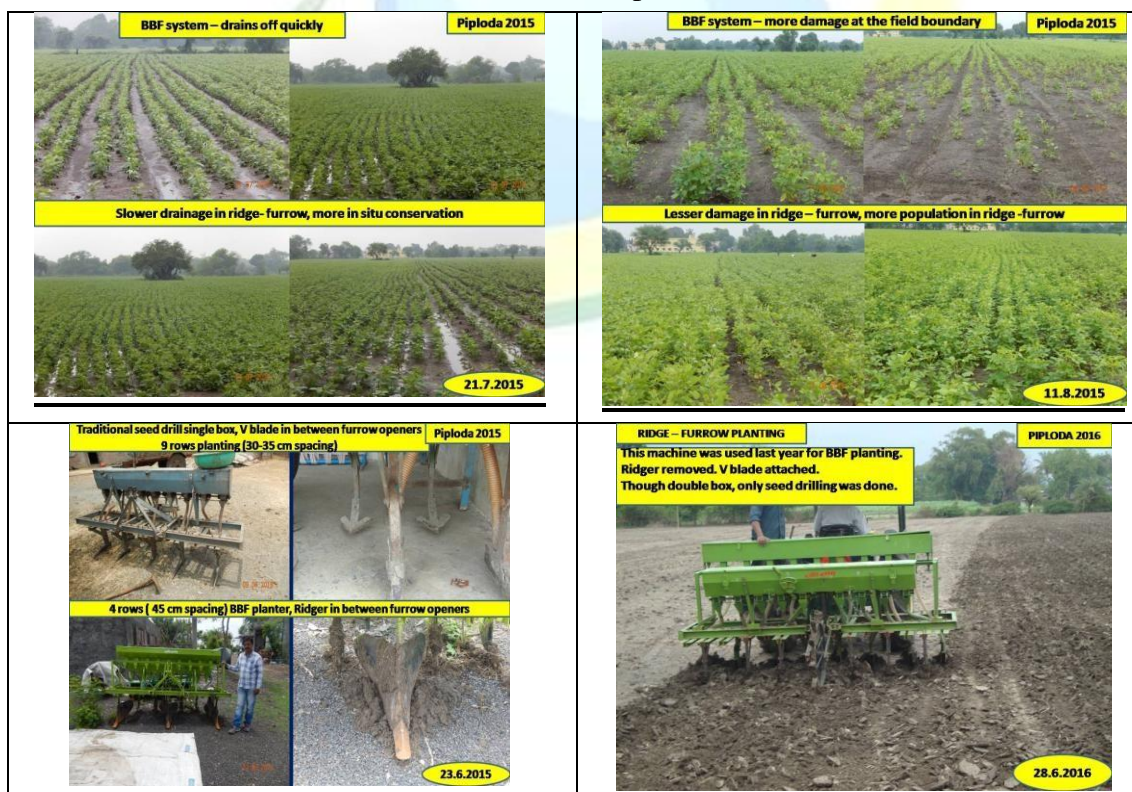 BBF system – drains off quickly
Piploda 2015
Slower drainage in ridge- furrow, more in situ conservation
21.7.2015
BBF system – more damage at the field boundary
Piploda 2015
Lesser damage in ridge – furrow, more population in ridge -furrow
11.8.2015
Traditional seed drill single box, V blade in between furrow openers
9 rows planting (30-35 cm spacing)
Piploda 2015
4 rows ( 45 cm spacing) BBF planter, Ridger in between furrow openers
23.6.2015
RIDGE – FURROW PLANTING
PIPLODA 2016
This machine was used last year for BBF planting.
Ridger removed. V blade attached.
Though double box, only seed drilling was done.
28.6.2016